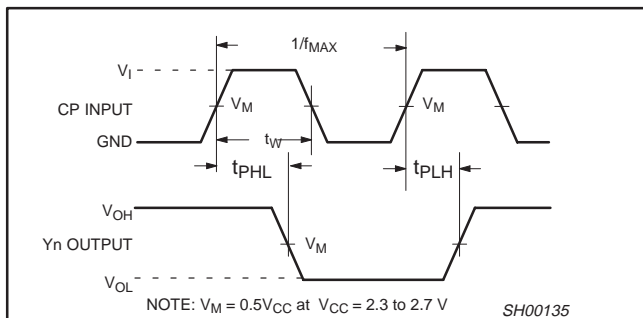 1/fMAX
VI
CP INPUT
VM
VM
GND
tW
tPHL
tPLH
VOH
Yn OUTPUT
VM
VOL
NOTE: VM = 0.5VCC at VCC = 2.3 to 2.7 V
SH00135